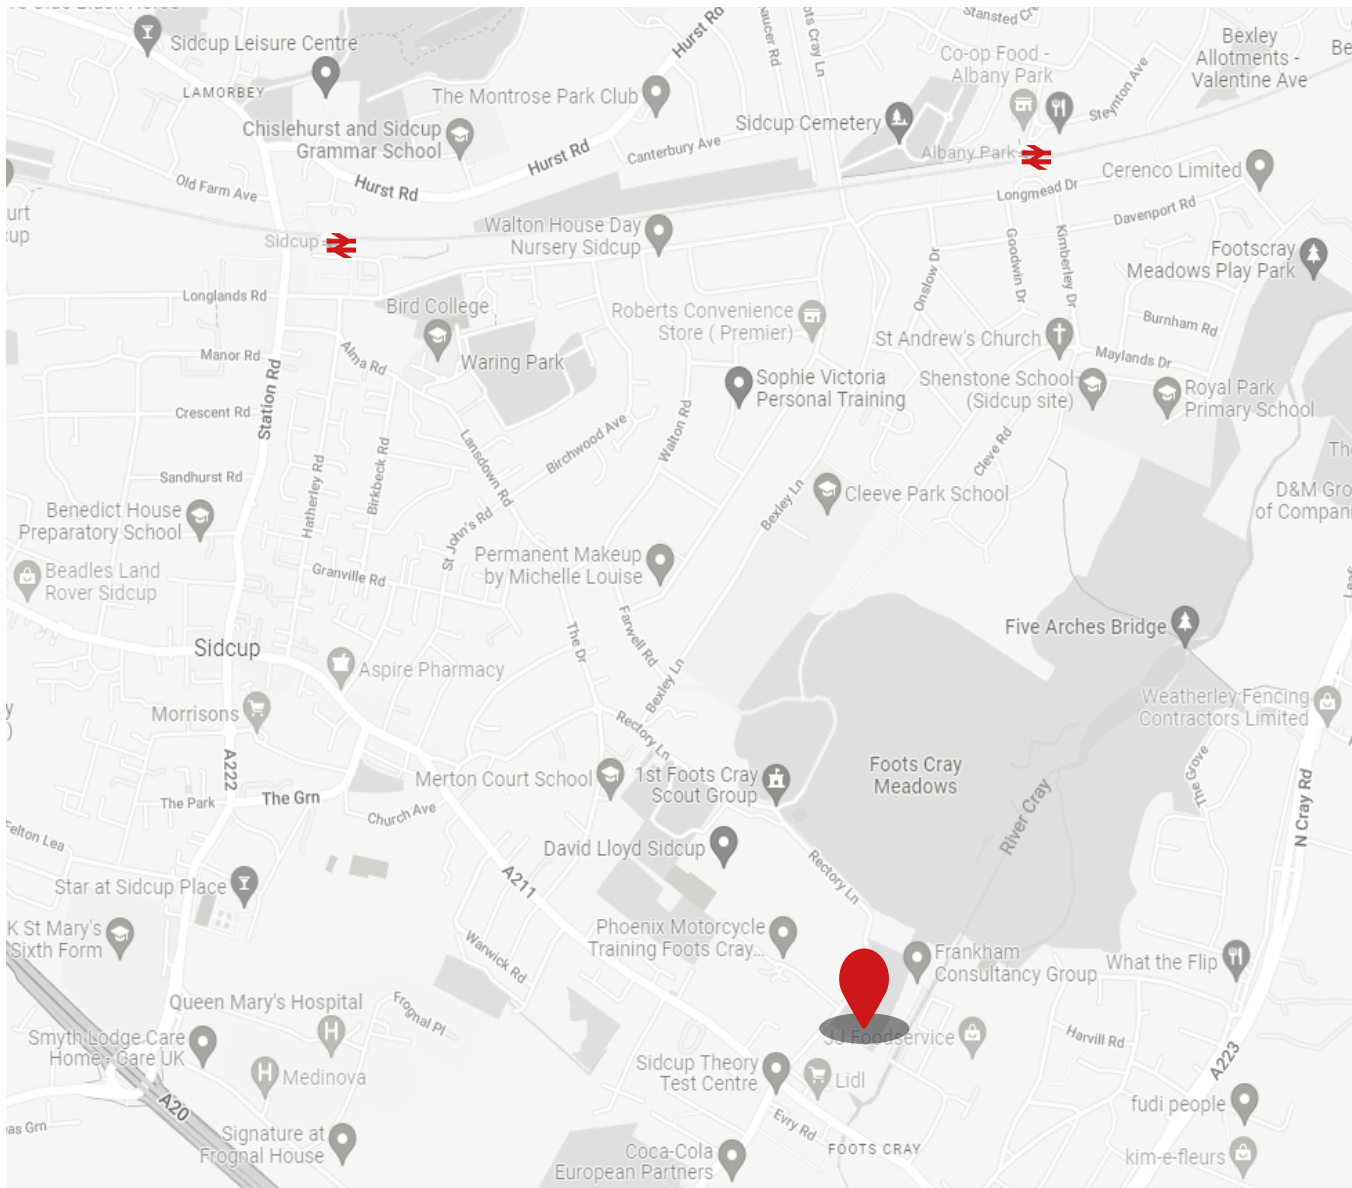 Hurst Rd
Stansted Cre
Bexley
Allotments -
Valentine Ave
Be
Sidcup Leisure Centre
LAMORBEY
The Montrose Park Club
Co-op Food -
Albany Park
Steynton Ave
Sidcup Cemetery
Albany Park
Chislehurst and Sidcup
Grammar School
Hurst Rd
Canterbury Ave
Cerenco Limited
Old Farm Ave
Hurst Rd
Longmead Dr
Davenport Rd
urt
cup
Sidcup
Walton House Day
Nursery Sidcup
Goodwin Dr
Kimberley Dr
Onslow Dr
Footscray
Meadows Play Park
Longlands Rd
Bird College
Roberts Convenience
Store ( Premier)
St Andrew's Church
Burnham Rd
Manor Rd
Alma Rd
Waring Park
Maylands Dr
Sophie Victoria
Personal Training
Shenstone School
(Sidcup site)
Royal Park
Primary School
Station Rd
Crescent Rd
Hatherley Rd
Birkbeck Rd
Lansdown Rd
Birchwood Ave
Walton Rd
Cleve Rd
Sandhurst Rd
Bexley Ln
Cleeve Park School
D&M Gro
of Compani
Benedict House
Preparatory School
St John's Rd
Permanent Makeup
by Michelle Louise
Beadles Land
Rover Sidcup
Granville Rd
The Dr
Farwell Rd
Five Arches Bridge
Sidcup
Aspire Pharmacy
Bexley Ln
Weatherley Fencing
Contractors Limited
Morrisons
Rectory Ln
A222
Merton Court School
1st Foots Cray
Scout Group
Foots Cray
Meadows
The Grove
River Cray
N Cray Rd
The Park
The Grn
Church Ave
Felton Lea
David Lloyd Sidcup
Rectory Ln
A211
Star at Sidcup Place
K St Mary's
Sixth Form
Warwick Rd
Phoenix Motorcycle
Training Foots Cray...
Frankham
Consultancy Group
What the Flip
Queen Mary's Hospital
Frognal Pl
Smyth Lodge Care
Home - Care UK
JJ Foodservice
Harvill Rd
A223
Medinova
Sidcup Theory
Test Centre
Lidl
A20
fudi people
Evry Rd
FOOTS CRAY
Signature at
Frognal House
Coca-Cola
European Partners
kim-e-fleurs